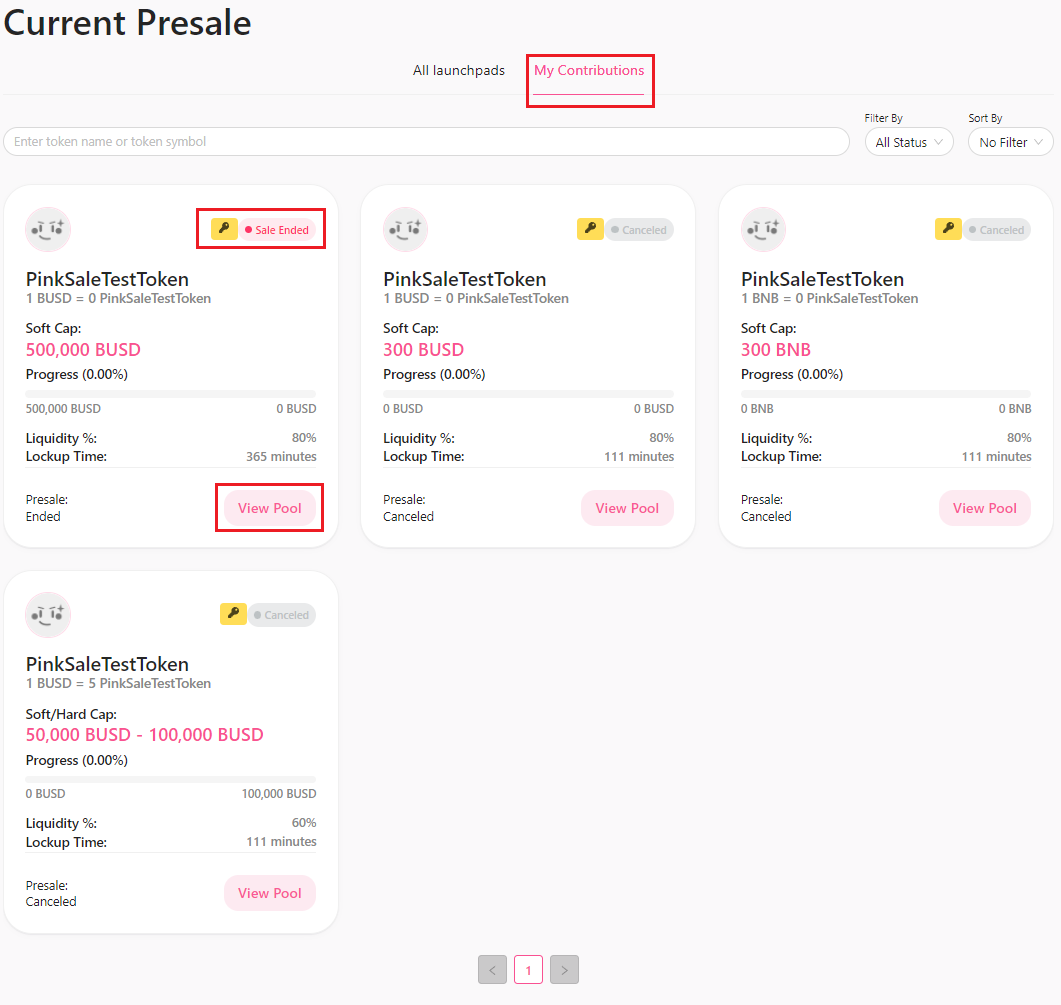 Current Presale
All launchpads
My Contributions
Filter By
Sort By
Enter token name or token symbol
All Status
No Filter
Sale Ended
PinkSaleTestToken
1 BUSD = 0 PinkSaleTestToken
Soft Cap:
500,000 BUSD
Progress (0.00%)
500,000 BUSD
0 BUSD
Liquidity %:
80%
Lockup Time:
365 minutes
Presale:
Ended
View Pool
Canceled
PinkSaleTestToken
1 BUSD = 0 PinkSaleTestToken
Soft Cap:
300 BUSD
Progress (0.00%)
0 BUSD
0 BUSD
Liquidity %:
80%
Lockup Time:
111 minutes
Presale:
Canceled
View Pool
Canceled
PinkSaleTestToken
1 BNB = 0 PinkSaleTestToken
Soft Cap:
300 BNB
Progress (0.00%)
0 BNB
0 BNB
Liquidity %:
80%
Lockup Time:
111 minutes
Presale:
Canceled
View Pool
Canceled
PinkSaleTestToken
1 BUSD = 5 PinkSaleTestToken
Soft/Hard Cap:
50,000 BUSD - 100,000 BUSD
Progress (0.00%)
0 BUSD
100,000 BUSD
Liquidity %:
60%
Lockup Time:
111 minutes
Presale:
Canceled
View Pool
< 1 >